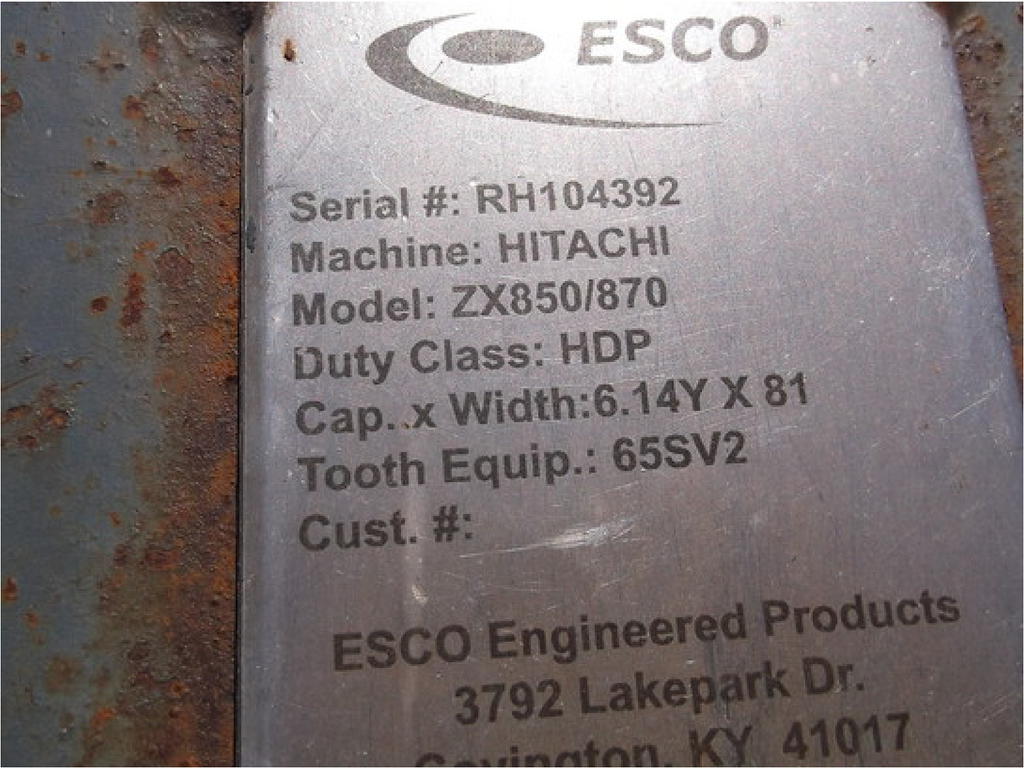 ESCO
Serial #: RH104392
Machine: HITACHI
Model: ZX850/870
Duty Class: HDP
Cap. x Width:6.14Y X 81
Tooth Equip.: 65SV2
Cust. #:
ESCO Engineered Products
3792 Lakepark Dr.
Covington, KY 41017